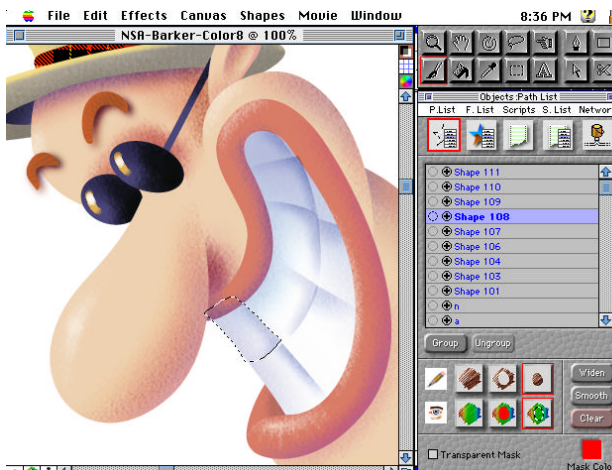 File Edit Effects Canvas Shapes Movie Window 8:36 PM
NSA-Barker-Color8 @ 100%
Objects:Path List
P.List F. List Scripts S. List Networ
Shape 111
Shape 110
Shape 109
Shape 108
Shape 107
Shape 106
Shape 104
Shape 103
Shape 101
n
a
Group Ungroup
Widen
Smooth
Clear
Transparent Mask
Mask Colo